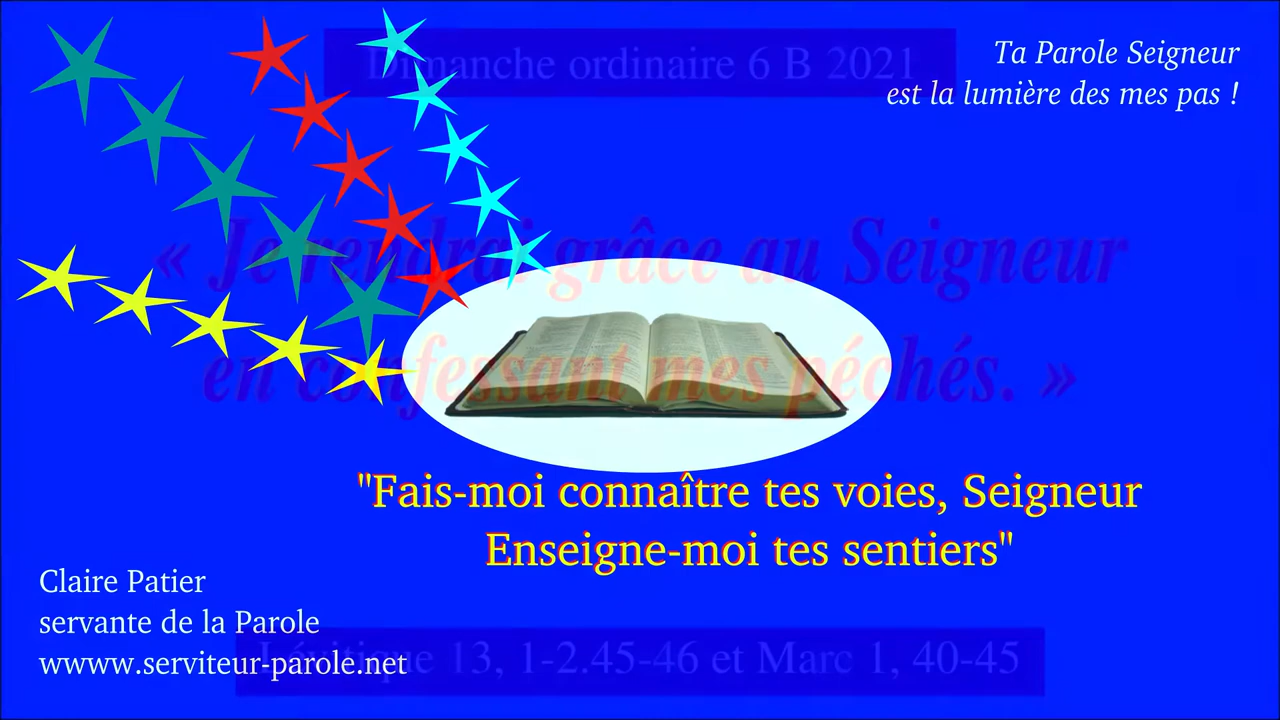 Dimanche ordinaire 6 B 2021
Ta Parole Seigneur
est la lumière des mes pas !
« Je rendrai grâce au Seigneur
en confessant mes péchés. »
"Fais-moi connaître tes voies, Seigneur
Enseigne-moi tes sentiers"
Claire Patier
servante de la Parole
wwww.serviteur-parole.net
Lévitique 13, 1-2.45-46 et Marc 1, 40-45